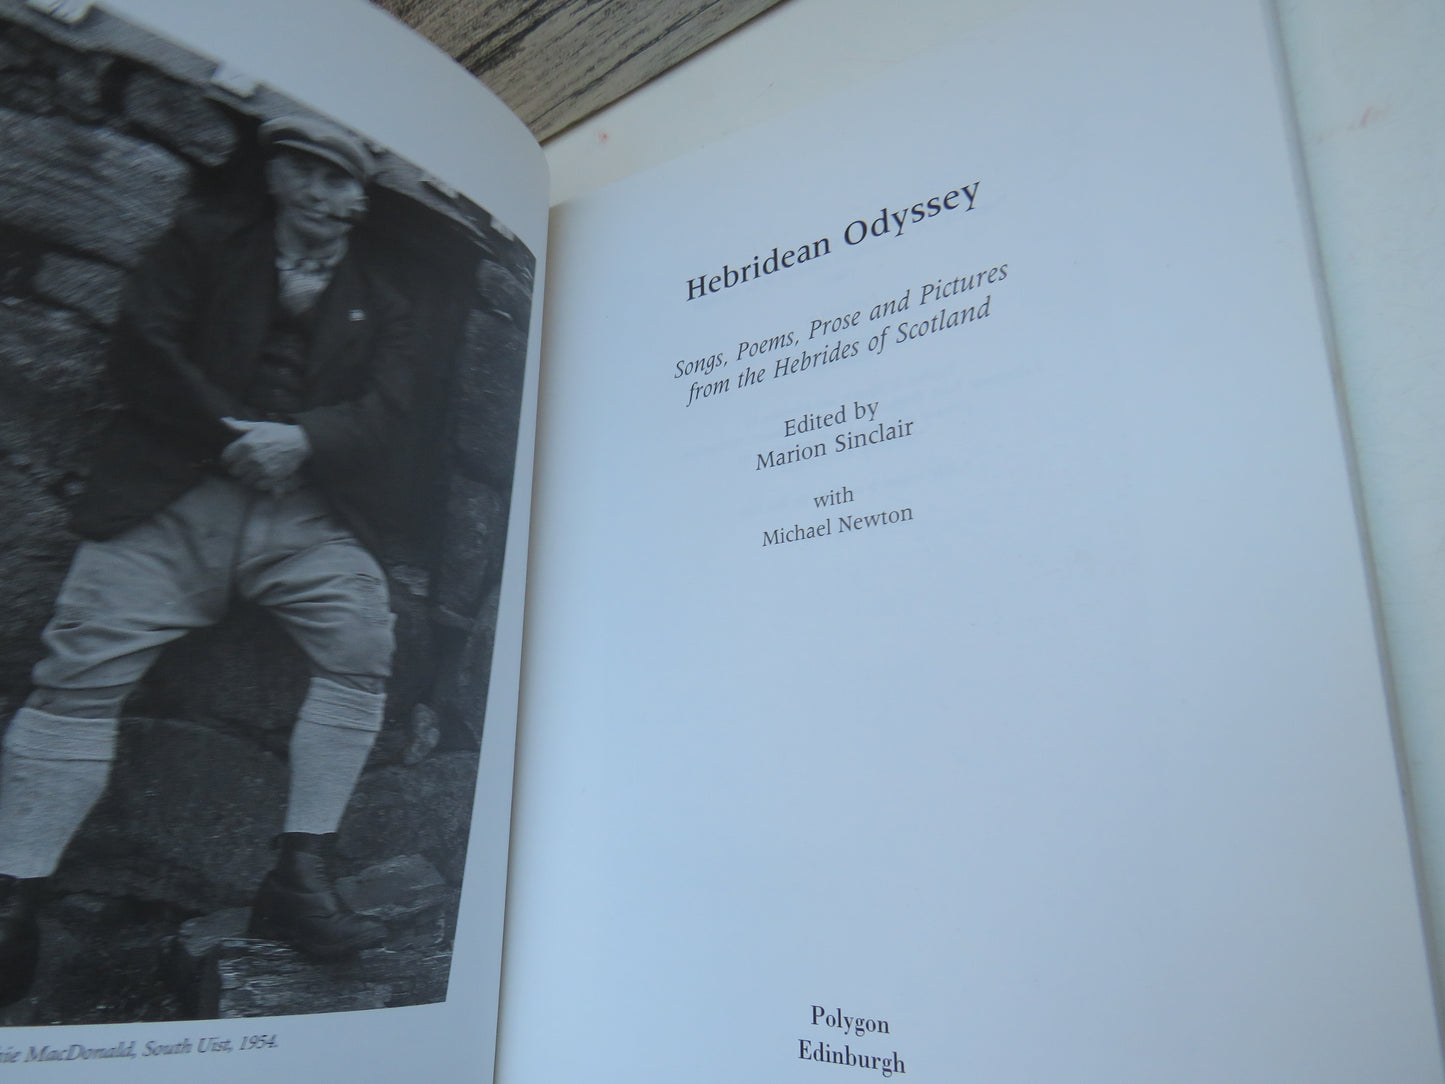 MacDonald, South Uist, 1954.
Hebridean Odyssey
Songs, Poems, Prose and Pictures
from the Hebrides of Scotland
Edited by
Marion Sinclair
with
Michael Newton
Polygon
Edinburgh